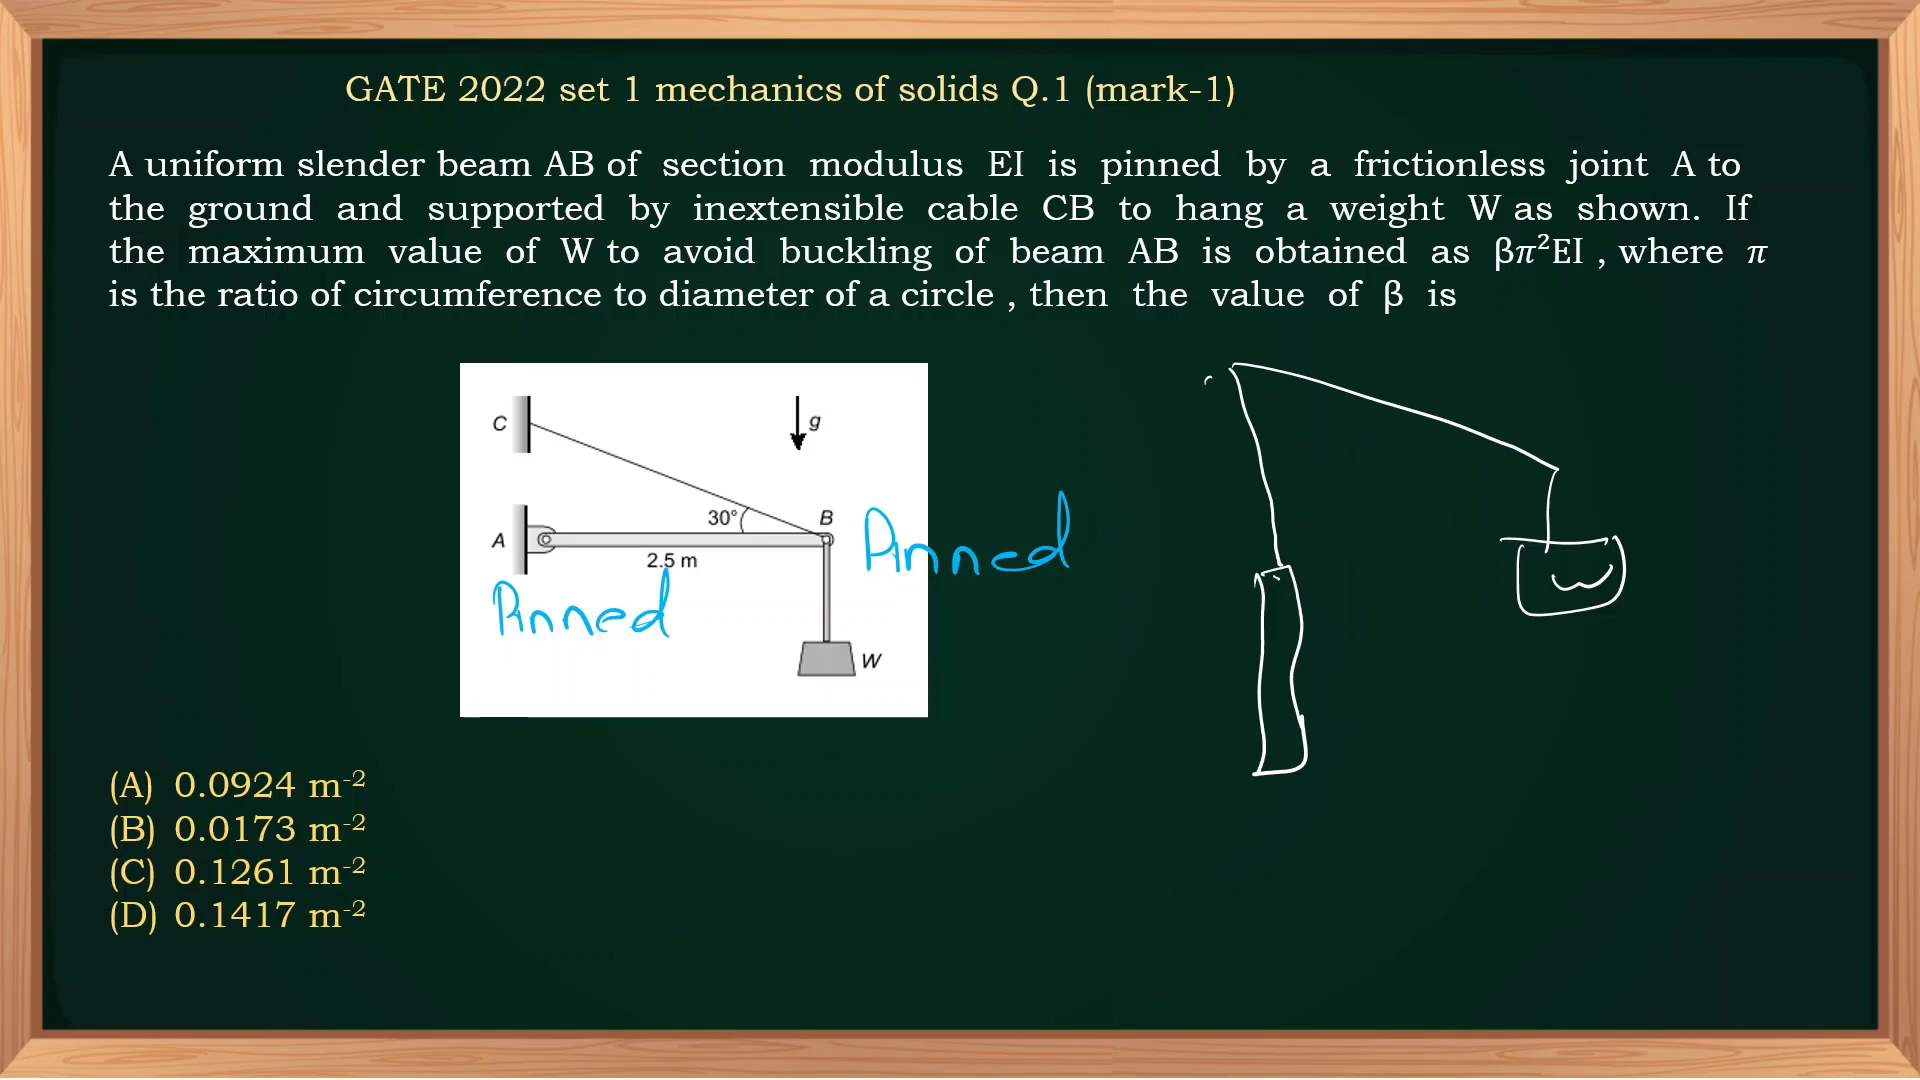 GATE 2022 set 1 mechanics of solids Q.1 (mark-1)
A uniform slender beam AB of section modulus EI is pinned by a frictionless joint A to
the ground and supported by inextensible cable CB to hang a weight W as shown. If
the maximum value of W to avoid buckling of beam AB is obtained as βπ²EI , where π
is the ratio of circumference to diameter of a circle , then the value of β is
C
g
30°
B
A
2.5 m
Pinned
Pinned
W
(A) 0.0924 m⁻²
(B) 0.0173 m⁻²
(C) 0.1261 m⁻²
(D) 0.1417 m⁻²